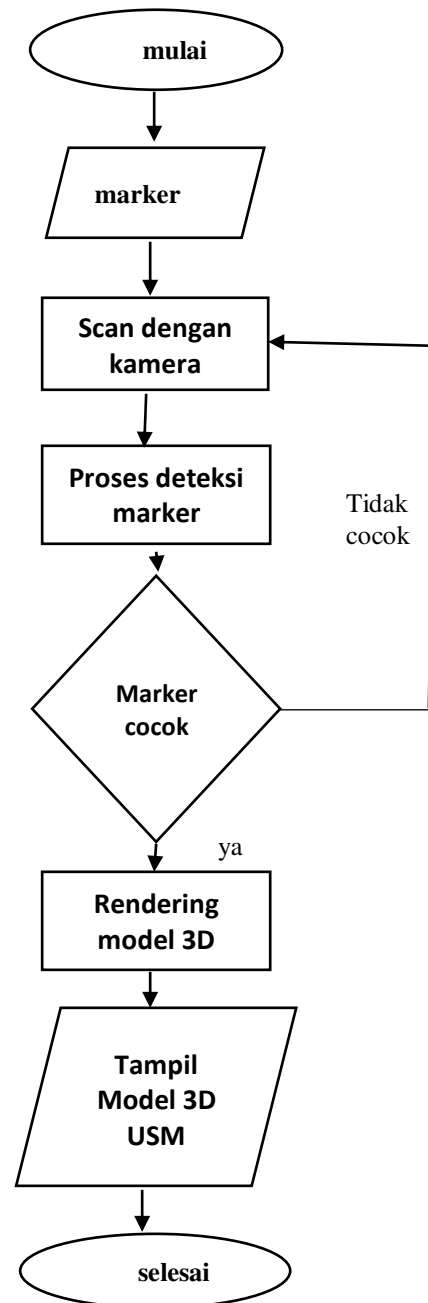 mulai
marker
Scan dengan
kamera
Proses deteksi
marker
Tidak
cocok
Marker
cocok
ya
Rendering
model 3D
Tampil
Model 3D
USM
selesai